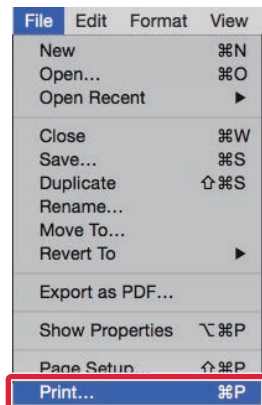 File Edit Format View
New ⌘N
Open... ⌘O
Open Recent ▶
Close ⌘W
Save... ⌘S
Duplicate ⇧⌘S
Rename...
Move To...
Revert To ▶
Export as PDF...
Show Properties ⌥⌘P
Page Setup... ⇧⌘P
Print... ⌘P